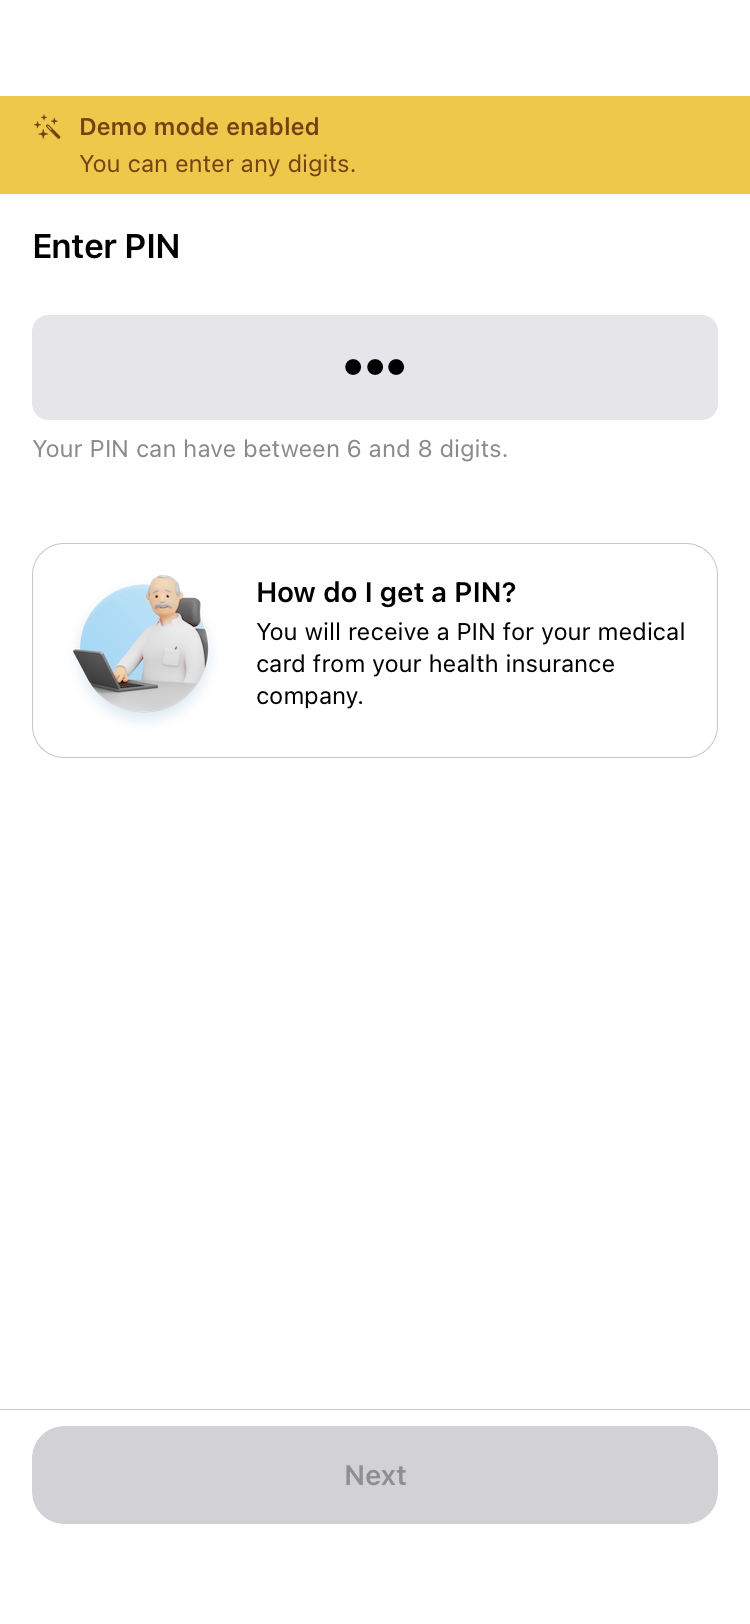 Demo mode enabled
You can enter any digits.
Enter PIN
•••
Your PIN can have between 6 and 8 digits.
How do I get a PIN?
You will receive a PIN for your medical
card from your health insurance
company.
Next